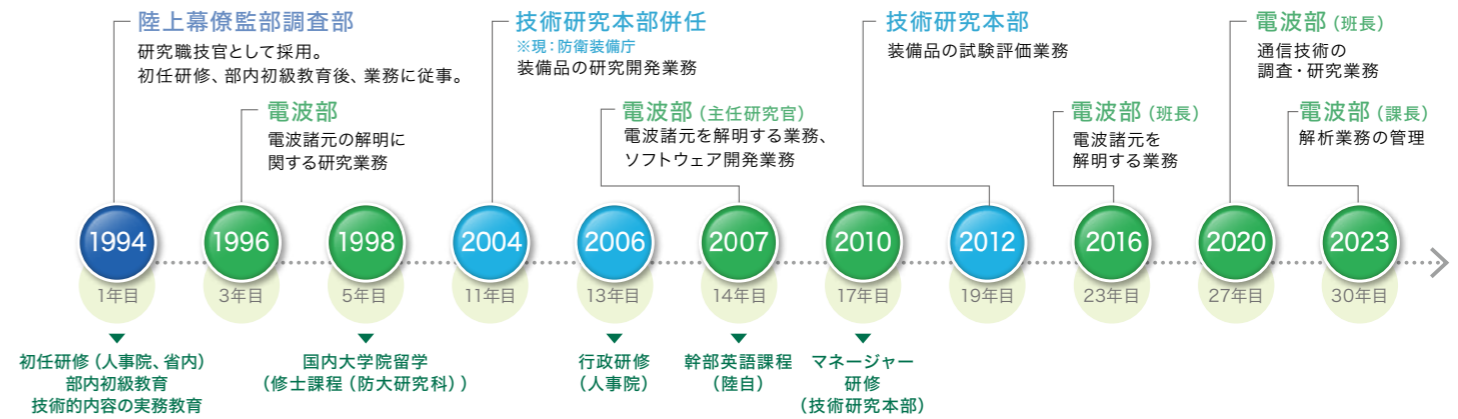 陸上幕僚監部調査部
研究職技官として採用。
初任研修、部内初級教育後、業務に従事。
電波部
電波諸元の解明に
関する研究業務
技術研究本部併任
※現：防衛装備庁
装備品の研究開発業務
電波部（主任研究官）
電波諸元を解明する業務、
ソフトウェア開発業務
技術研究本部
装備品の試験評価業務
電波部（班長）
電波諸元を
解明する業務
電波部（班長）
通信技術の
調査・研究業務
電波部（課長）
解析業務の管理
1994
1年目
1996
3年目
1998
5年目
2004
11年目
2006
13年目
2007
14年目
2010
17年目
2012
19年目
2016
23年目
2020
27年目
2023
30年目
初任研修（人事院、省内）
部内初級教育
技術的内容の実務教育
国内大学院留学
（修士課程（防大研究科））
行政研修
（人事院）
幹部英語課程
（陸自）
マネージャー
研修
（技術研究本部）